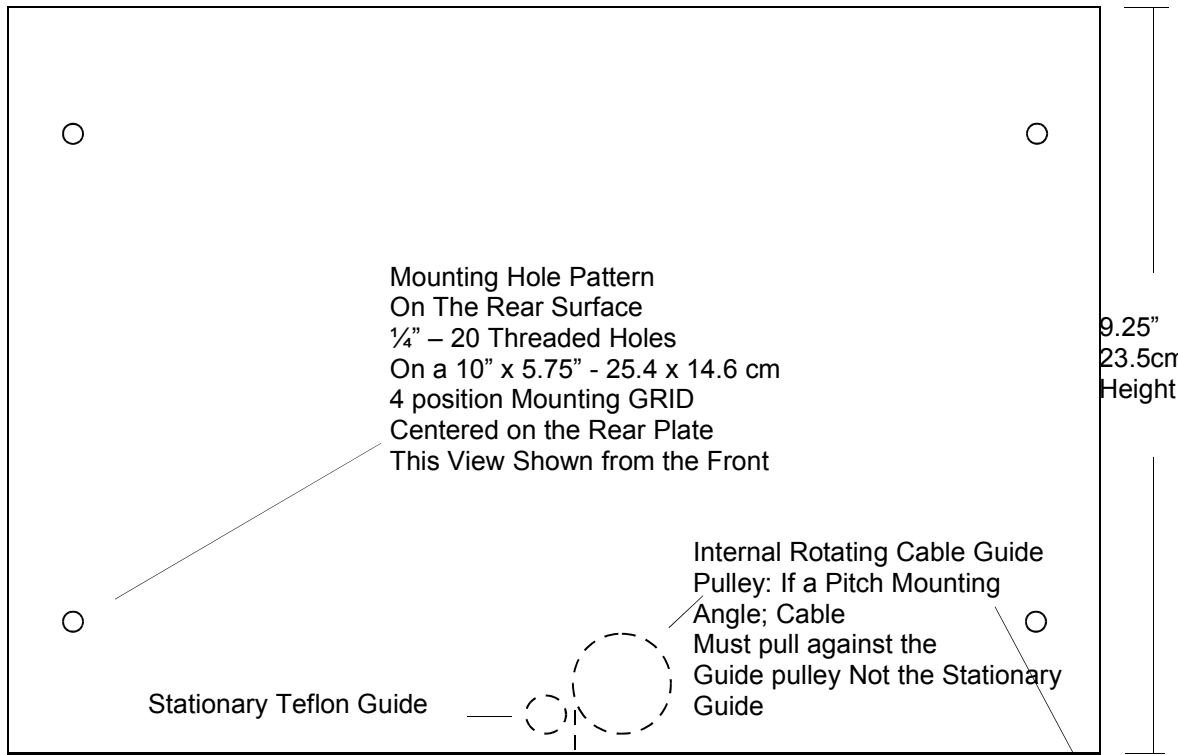 Mounting Hole Pattern
On The Rear Surface
¼” – 20 Threaded Holes
On a 10” x 5.75” - 25.4 x 14.6 cm
4 position Mounting GRID
Centered on the Rear Plate
This View Shown from the Front
9.25”
23.5cm
Height
Internal Rotating Cable Guide
Pulley: If a Pitch Mounting
Angle; Cable
Must pull against the
Guide pulley Not the Stationary
Guide
Stationary Teflon Guide